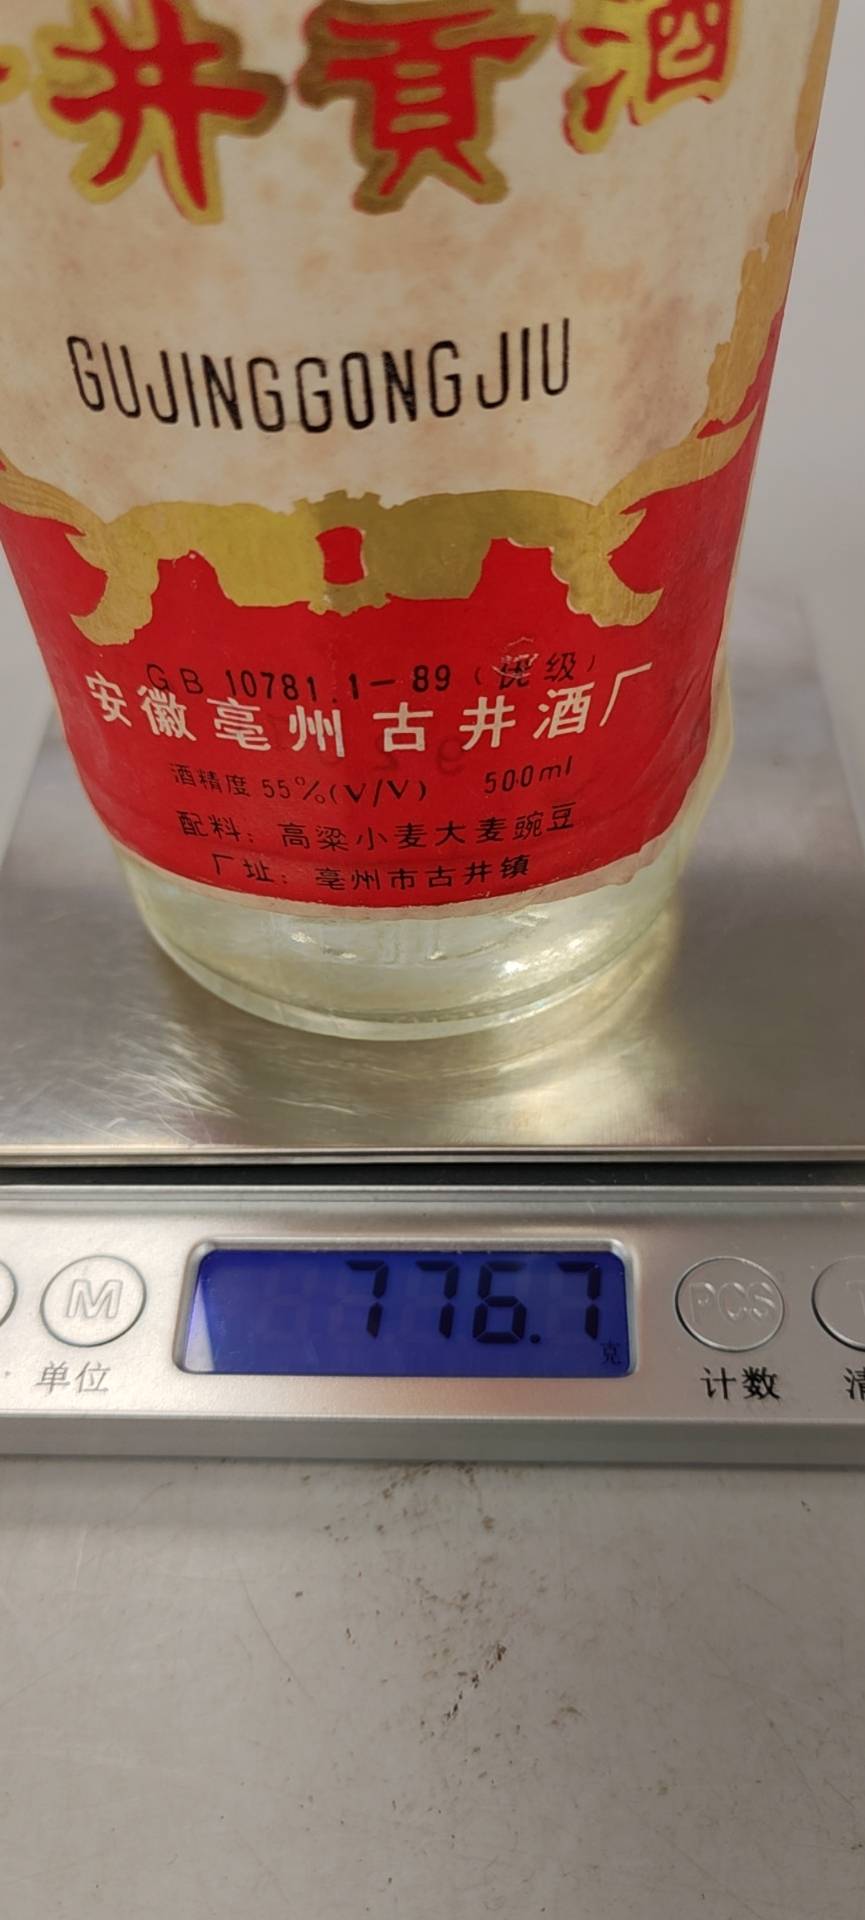 井貢酒
GUJINGGONGJIU
GB 10781.1-89（优级）
安徽亳州古井酒厂
酒精度 55%(V/V) 500ml
配料：高粱小麦大麦豌豆
厂址：亳州市古井镇
776.7
克
M
PCS
单位
计数